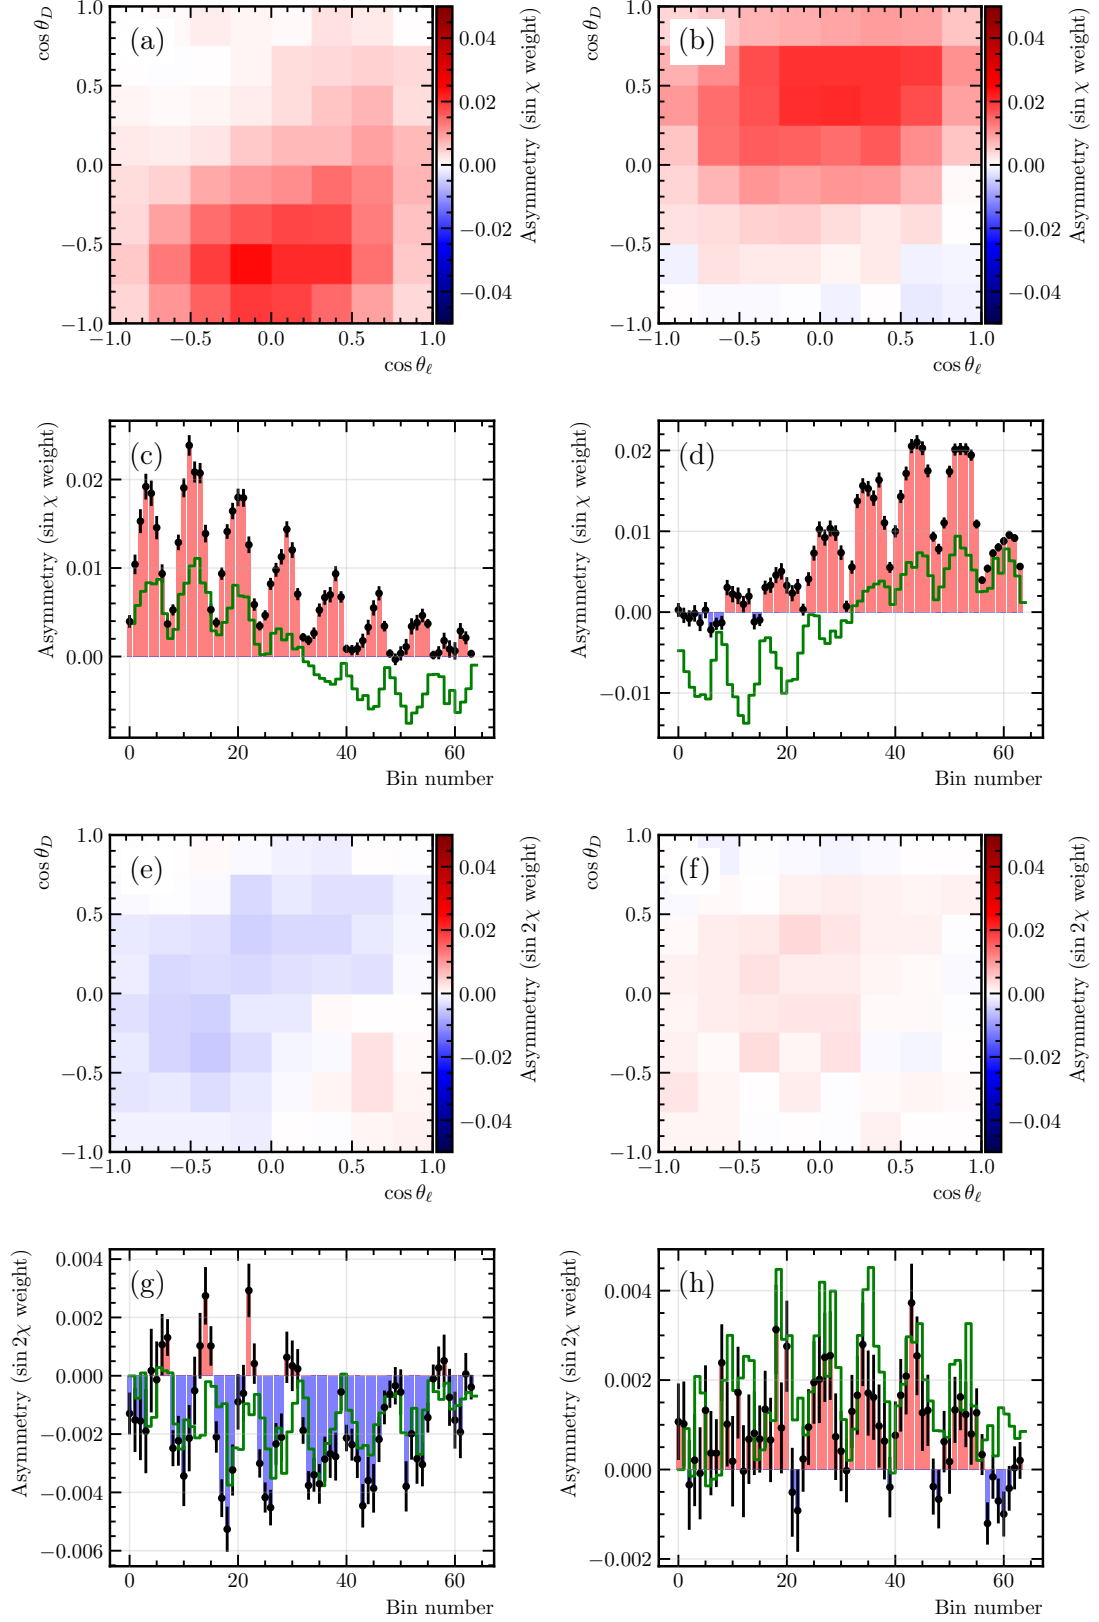 (a)
cos θ_D
1.0
0.5
0.0
−0.5
−1.0
−1.0 −0.5 0.0 0.5 1.0
cos θ_ℓ
0.04
0.02
0.00
−0.02
−0.04
Asymmetry (sin χ weight)
(b)
cos θ_D
1.0
0.5
0.0
−0.5
−1.0
−1.0 −0.5 0.0 0.5 1.0
cos θ_ℓ
0.04
0.02
0.00
−0.02
−0.04
Asymmetry (sin χ weight)
(c)
Asymmetry (sin χ weight)
0.02
0.01
0.00
0 20 40 60
Bin number
(d)
Asymmetry (sin χ weight)
0.02
0.01
0.00
−0.01
0 20 40 60
Bin number
(e)
cos θ_D
1.0
0.5
0.0
−0.5
−1.0
−1.0 −0.5 0.0 0.5 1.0
cos θ_ℓ
0.04
0.02
0.00
−0.02
−0.04
Asymmetry (sin 2χ weight)
(f)
cos θ_D
1.0
0.5
0.0
−0.5
−1.0
−1.0 −0.5 0.0 0.5 1.0
cos θ_ℓ
0.04
0.02
0.00
−0.02
−0.04
Asymmetry (sin 2χ weight)
(g)
Asymmetry (sin 2χ weight)
0.004
0.002
0.000
−0.002
−0.004
−0.006
0 20 40 60
Bin number
(h)
Asymmetry (sin 2χ weight)
0.004
0.002
0.000
−0.002
0 20 40 60
Bin number